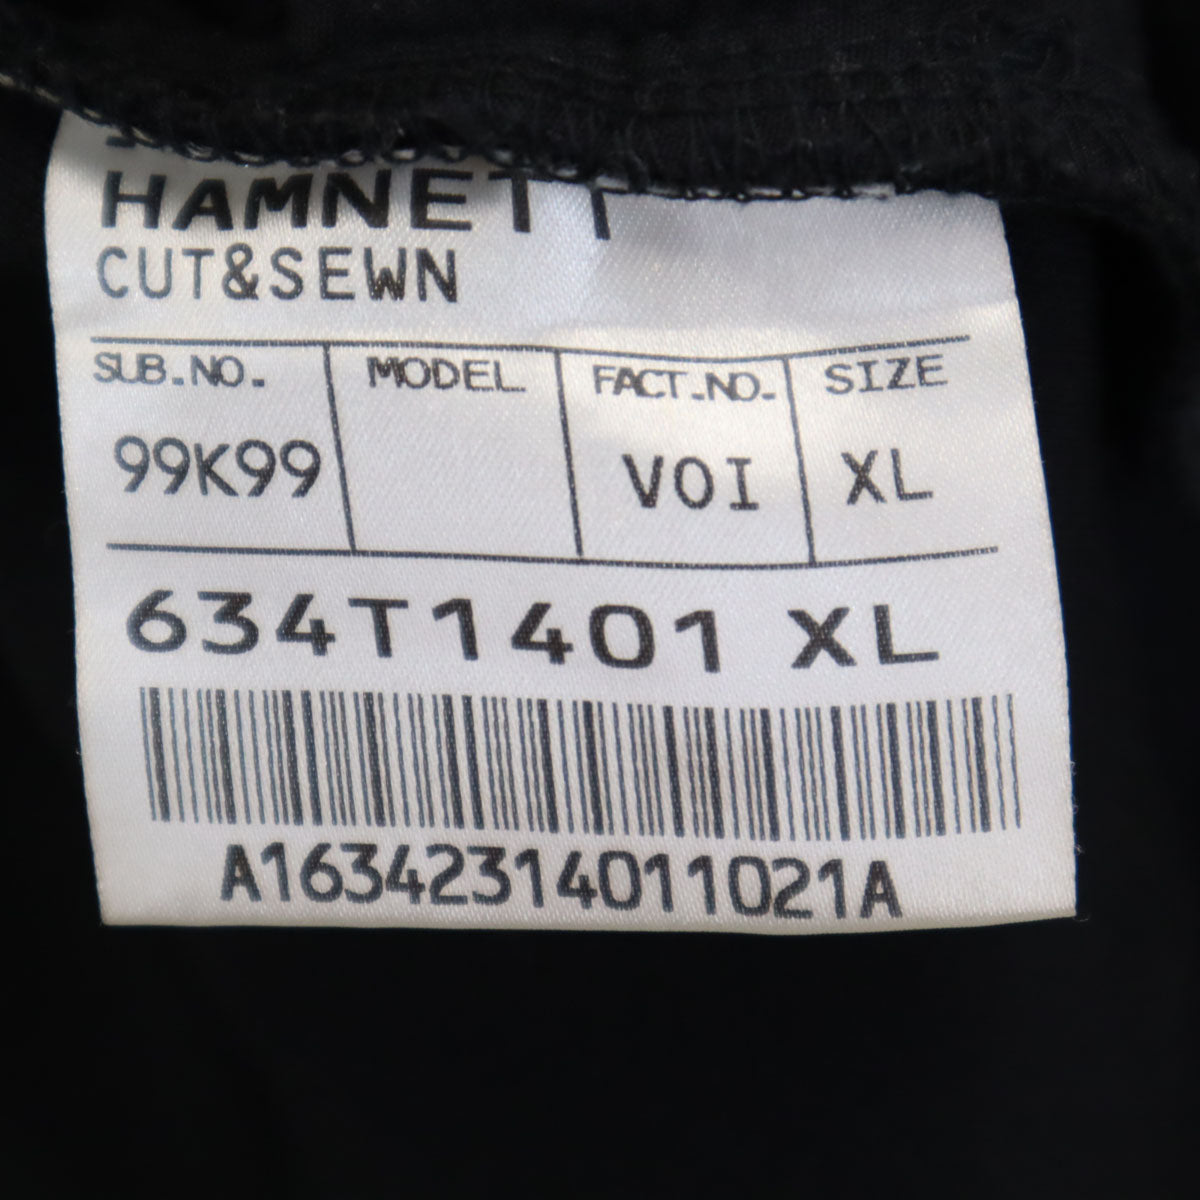 HAMNETT
CUT&SEWN
SUB.NO. MODEL FACT.NO. SIZE
99K99 VOI XL
634T1401 XL
A16342314011021A